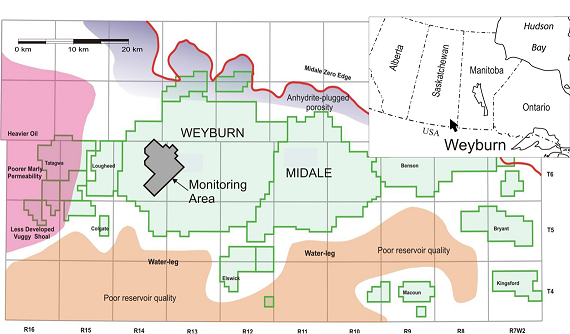 0 km
10 km
20 km
Midale Zero Edge
Anhydrite-plugged
porosity
WEYBURN
MIDALE
Monitoring
Area
Heavier Oil
Poorer Marly
Permeability
Less Developed
Vuggy Shoal
Tatagwa
Lougheed
Colgate
Benson
Bryant
Kingsford
Macoun
Elswick
Water-leg
Water-leg
Poor reservoir quality
Poor reservoir quality
Hudson
Bay
Alberta
Saskatchewan
Manitoba
Ontario
USA
Weyburn
T6
T5
T4
R16
R15
R14
R13
R12
R11
R10
R9
R8
R7W2